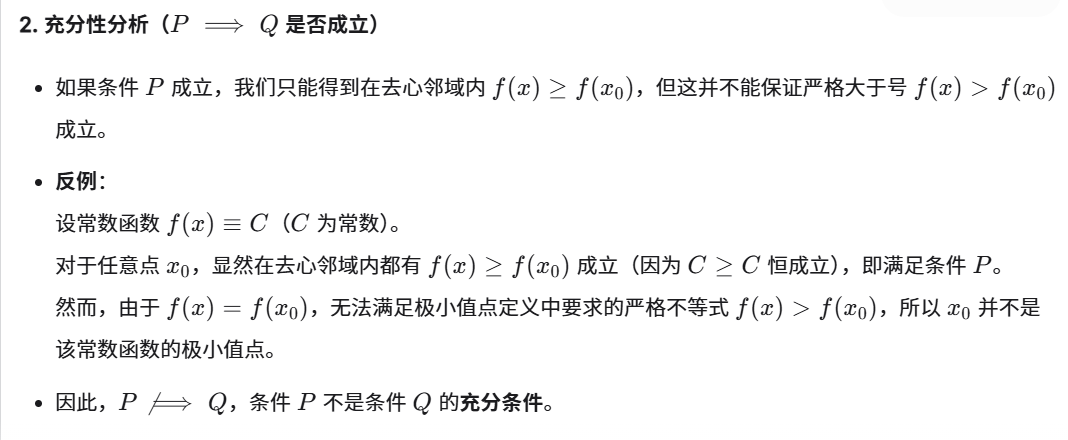 2. 充分性分析（P ⟹ Q 是否成立）
• 如果条件 P 成立，我们只能得到在去心邻域内 f(x) ≥ f(x₀)，但这并不能保证严格大于号 f(x) > f(x₀)
成立。
• 反例：
设常数函数 f(x) ≡ C（C 为常数）。
对于任意点 x₀，显然在去心邻域内都有 f(x) ≥ f(x₀) 成立（因为 C ≥ C 恒成立），即满足条件 P。
然而，由于 f(x) = f(x₀)，无法满足极小值点定义中要求的严格不等式 f(x) > f(x₀)，所以 x₀ 并不是
该常数函数的极小值点。
• 因此，P ⟹̸ Q，条件 P 不是条件 Q 的充分条件。